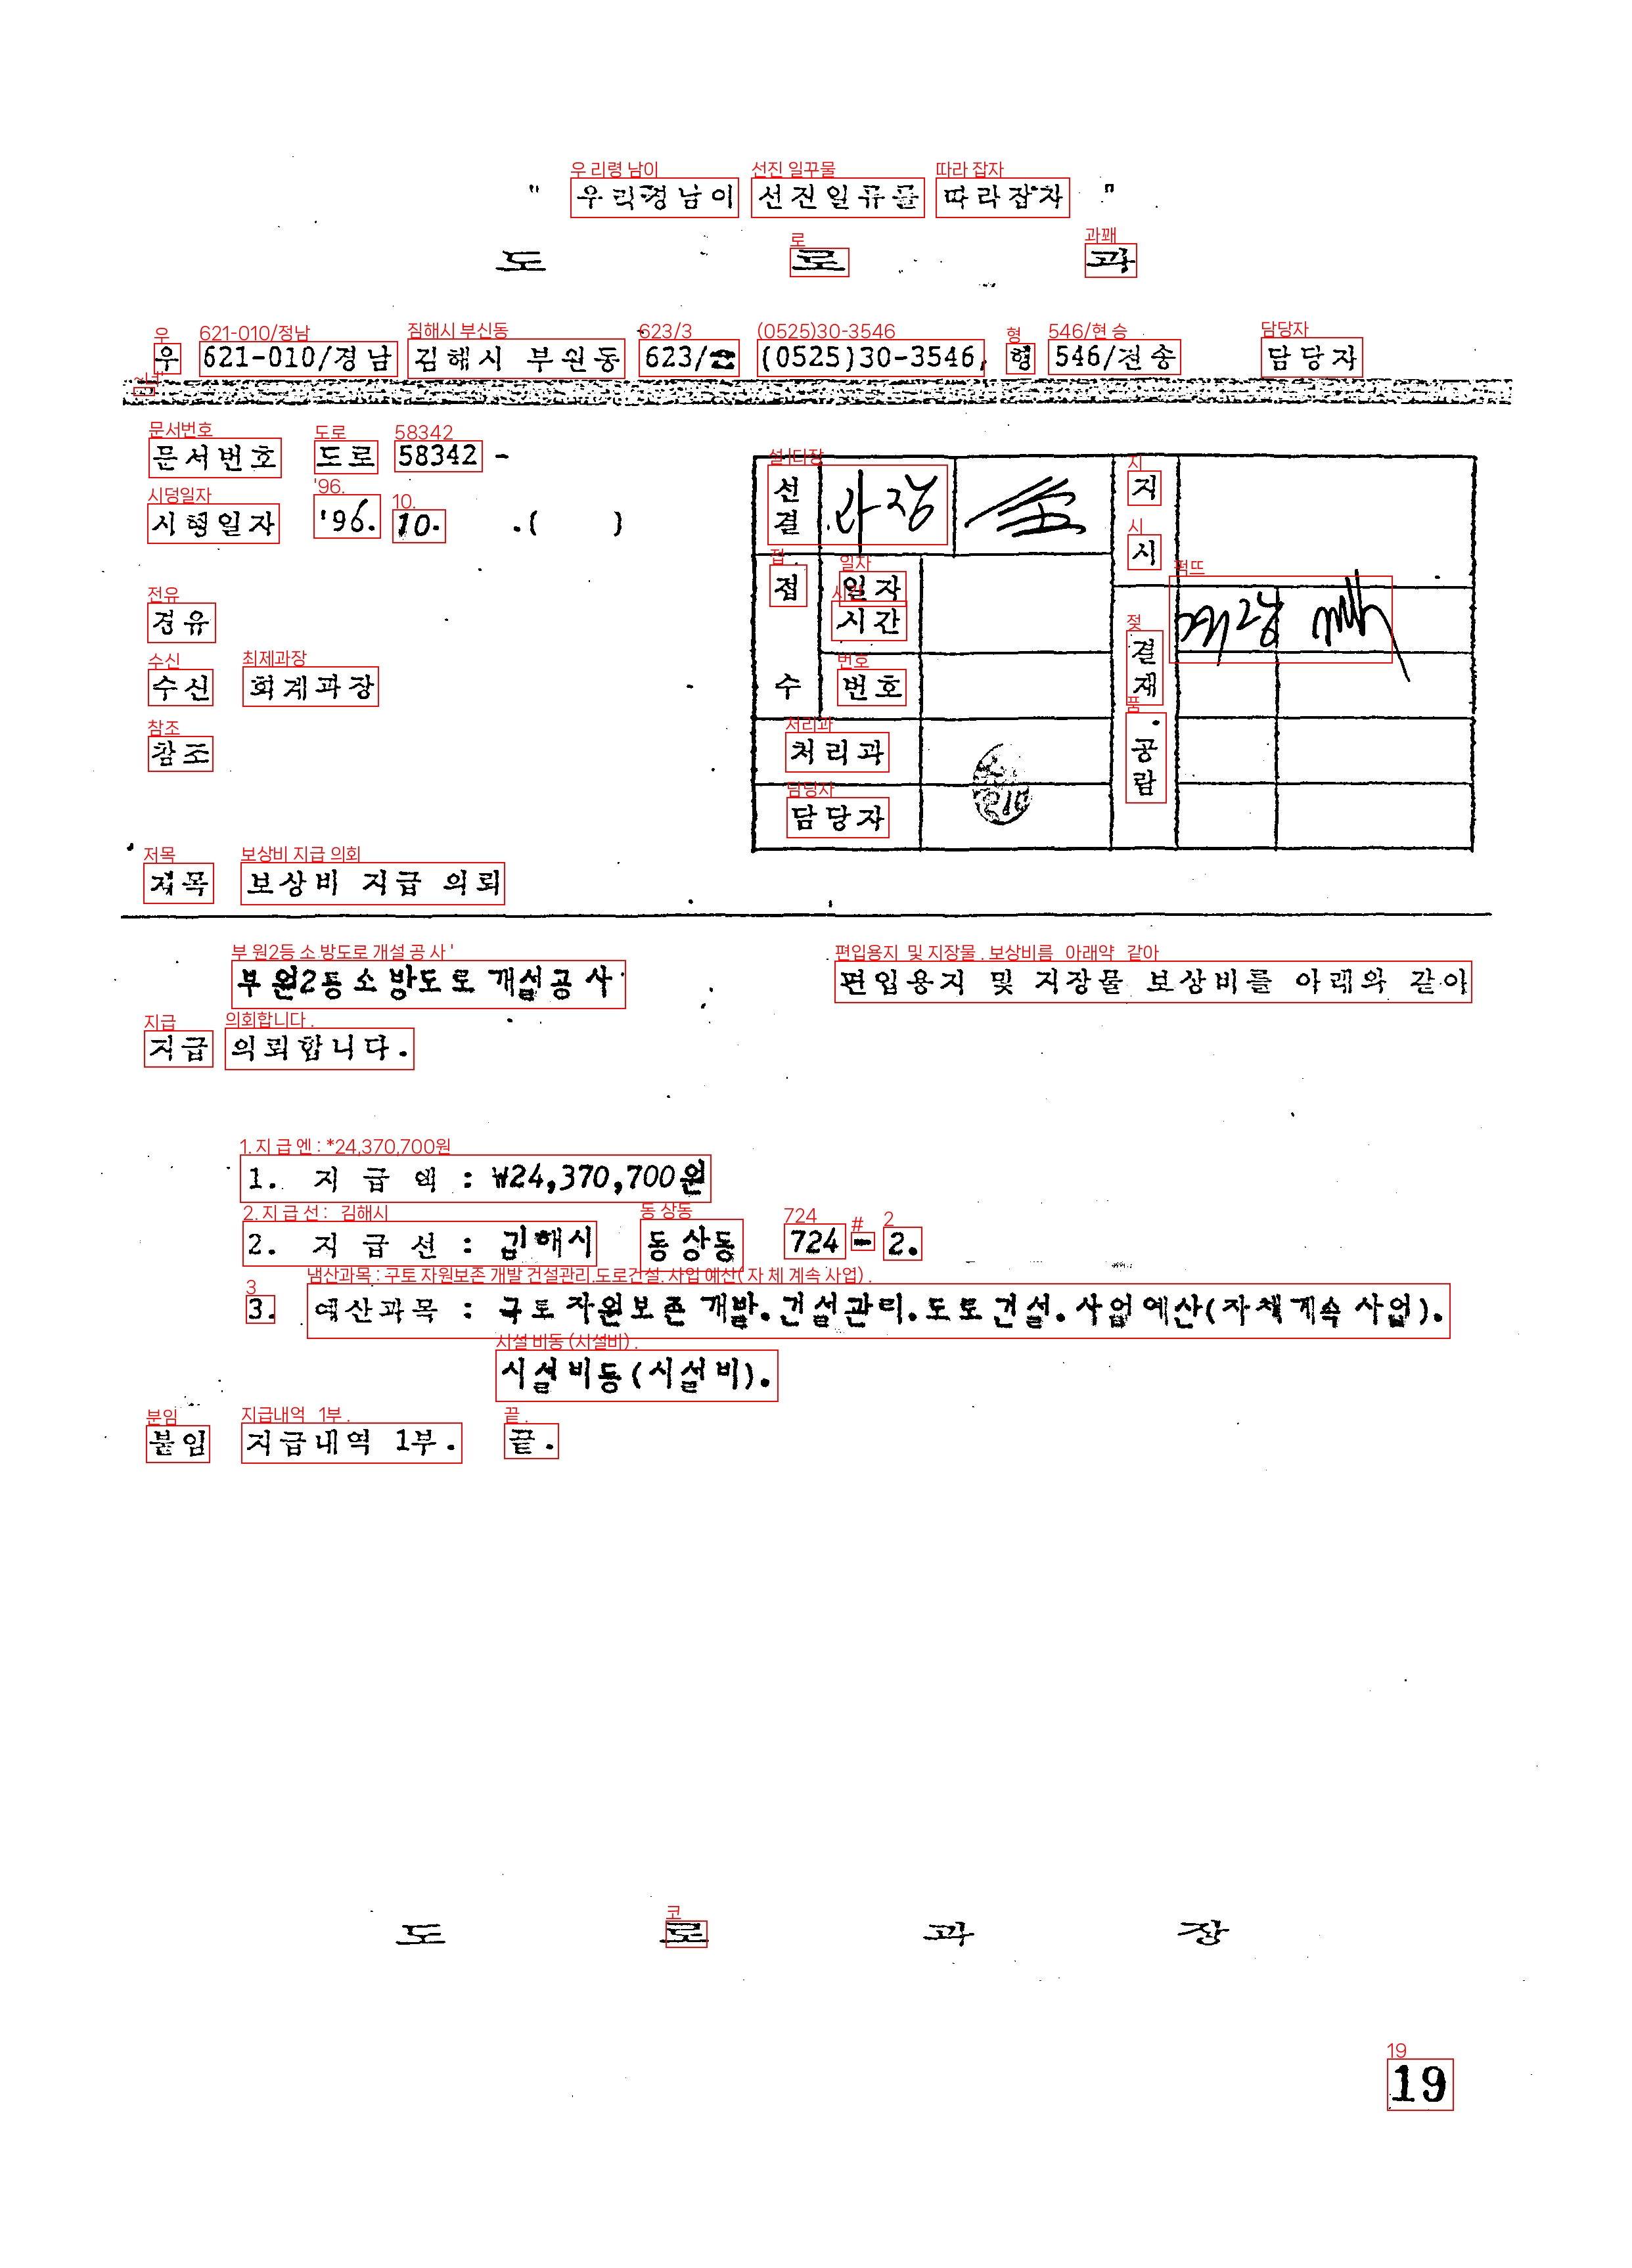 " 우리경남이 선진일류를 따라잡자 "
도 로 과
우 621-010/경남 김해시 부원동 623/ (0525)30-3546, 행 546/전송 담당자
문서번호 도로 58342 -
시행일자 '96. 10. .( )
선결 과장
지시
접수 일자
시간
번호
결재 공람
처리과
담당자
경유
수신 회계과장
참조
제목 보상비 지급 의뢰
부원2동소방도로개설공사 편입용지 및 지장물 보상비를 아래와 같이
지급 의뢰합니다.
1. 지 급 액 : ₩24,370,700원
2. 지 급 선 : 김해시 동상동 724 - 2.
3. 예산과목 : 국토자원보존개발.건설관리.도로건설.사업예산(자체계속사업).
시설비등(시설비).
붙임 지급내역 1부. 끝.
도 로 과 장
19